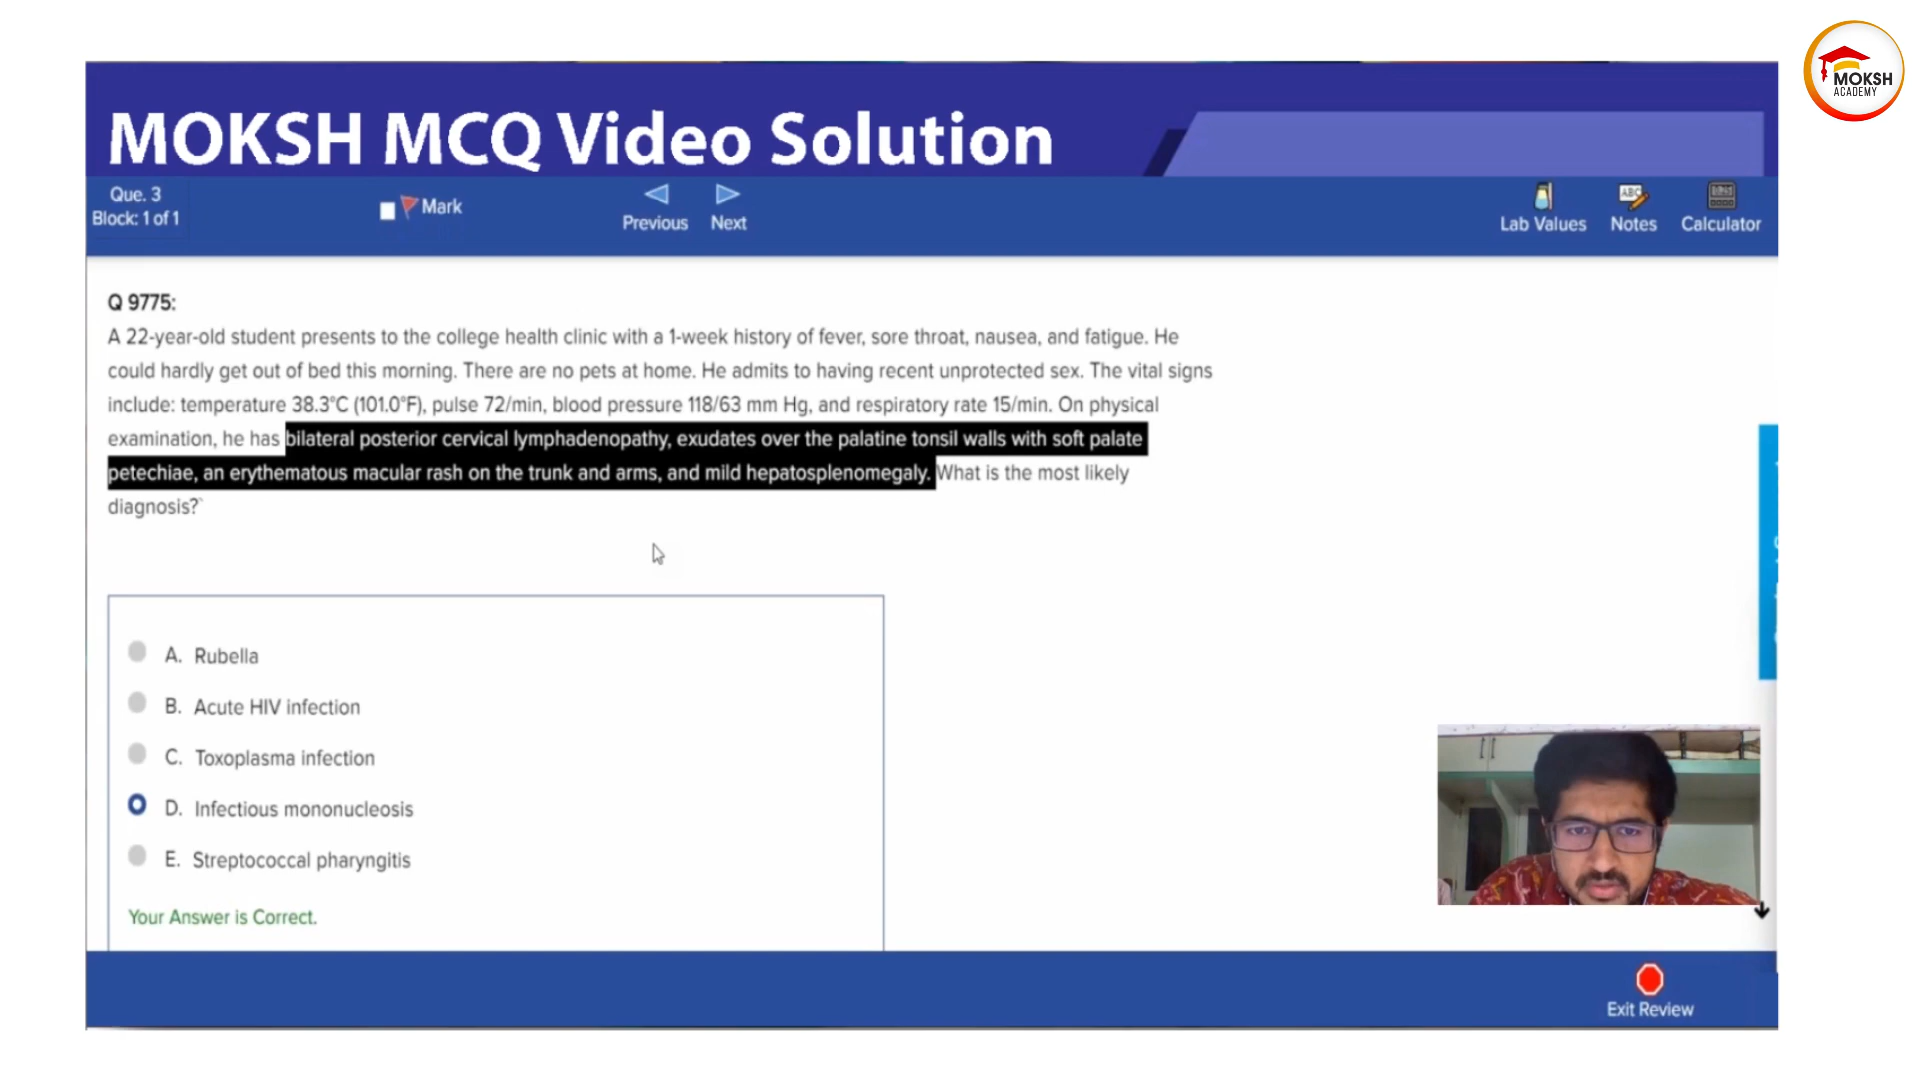 MOKSH
ACADEMY
MOKSH MCQ Video Solution
Que. 3
Block: 1 of 1
Mark
Previous
Next
Lab Values
Notes
Calculator
Q 9775:
A 22-year-old student presents to the college health clinic with a 1-week history of fever, sore throat, nausea, and fatigue. He
could hardly get out of bed this morning. There are no pets at home. He admits to having recent unprotected sex. The vital signs
include: temperature 38.3°C (101.0°F), pulse 72/min, blood pressure 118/63 mm Hg, and respiratory rate 15/min. On physical
examination, he has bilateral posterior cervical lymphadenopathy, exudates over the palatine tonsil walls with soft palate
petechiae, an erythematous macular rash on the trunk and arms, and mild hepatosplenomegaly. What is the most likely
diagnosis?`
A. Rubella
B. Acute HIV infection
C. Toxoplasma infection
D. Infectious mononucleosis
E. Streptococcal pharyngitis
Your Answer is Correct.
Exit Review